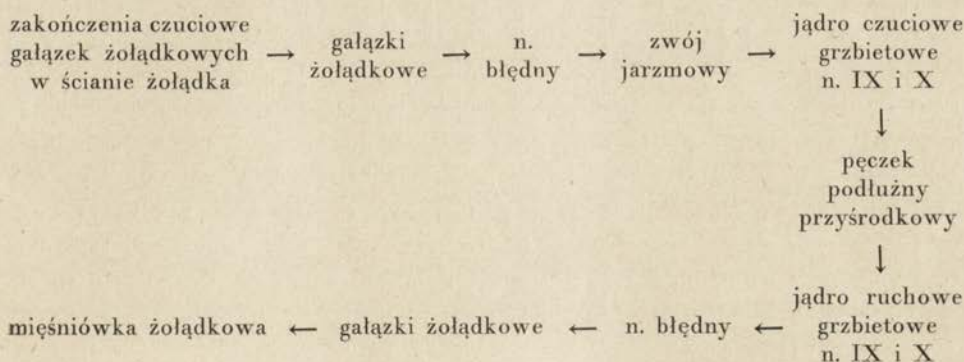 zakończenia czuciowe
gałązek żołądkowych
w ścianie żołądka
→
gałązki
żołądkowe
→
n.
błędny
→
zwój
jarzmowy
→
jądro czuciowe
grzbietowe
n. IX i X
↓
pęczek
podłużny
przyśrodkowy
↓
jądro ruchowe
grzbietowe
n. IX i X
←
n. błędny
←
gałązki żołądkowe
←
mięśniówka żołądkowa